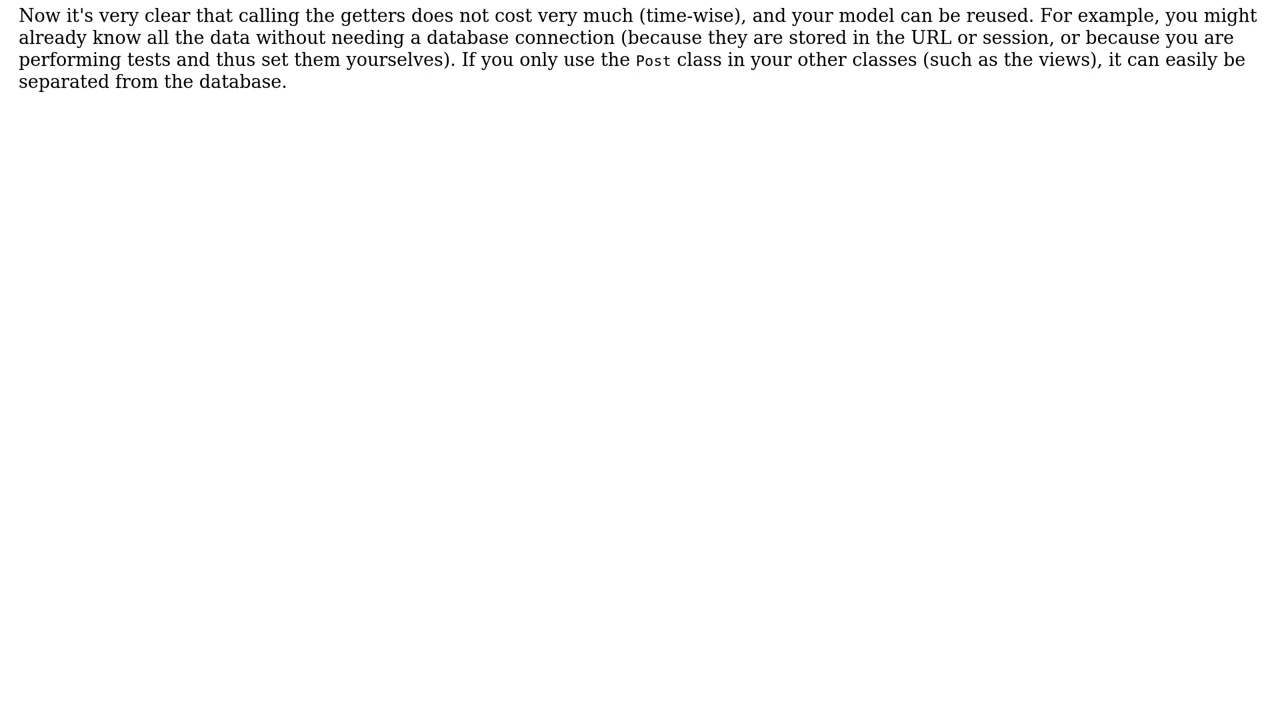 Now it's very clear that calling the getters does not cost very much (time-wise), and your model can be reused. For example, you might
already know all the data without needing a database connection (because they are stored in the URL or session, or because you are
performing tests and thus set them yourselves). If you only use the Post class in your other classes (such as the views), it can easily be
separated from the database.